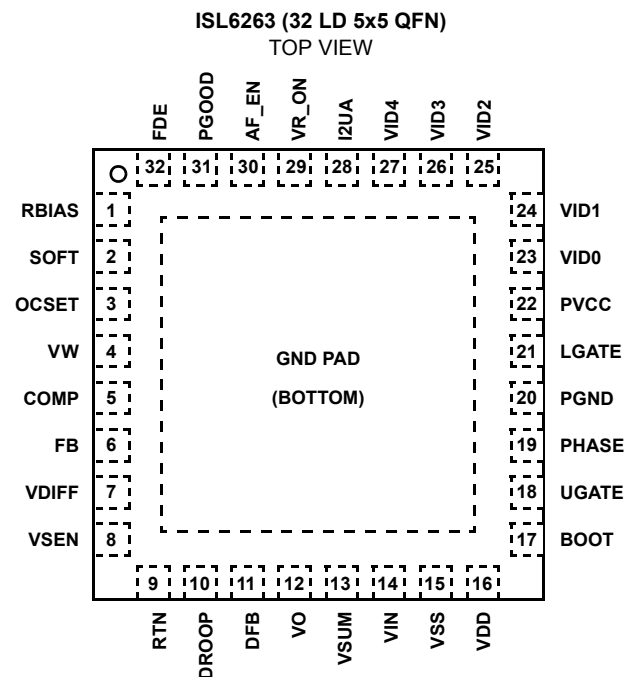 ISL6263 (32 LD 5x5 QFN)
TOP VIEW
FDE
PGOOD
AF_EN
VR_ON
I2UA
VID4
VID3
VID2
32 31 30 29 28 27 26 25
RBIAS 1 24 VID1
SOFT 2 23 VID0
OCSET 3 22 PVCC
VW 4 21 LGATE
GND PAD
COMP 5 20 PGND
(BOTTOM)
FB 6 19 PHASE
VDIFF 7 18 UGATE
VSEN 8 17 BOOT
9 10 11 12 13 14 15 16
RTN
DROOP
DFB
VO
VSUM
VIN
VSS
VDD